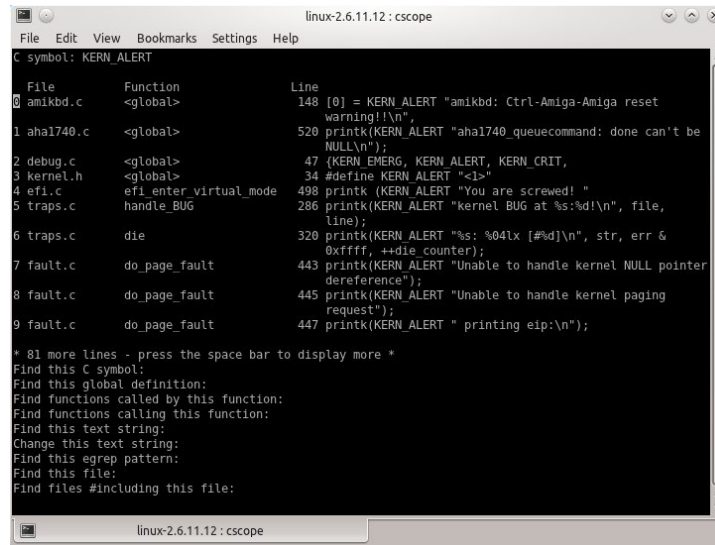 linux-2.6.11.12 : cscope
File Edit View Bookmarks Settings Help
C symbol: KERN_ALERT
File Function Line
0 amikbd.c <global> 148 [0] = KERN_ALERT "amikbd: Ctrl-Amiga-Amiga reset
warning!!\n",
1 aha1740.c <global> 520 printk(KERN_ALERT "aha1740_queuecommand: done can't be
NULL\n");
2 debug.c <global> 47 {KERN_EMERG, KERN_ALERT, KERN_CRIT,
3 kernel.h <global> 34 #define KERN_ALERT "<1>"
4 efi.c efi_enter_virtual_mode 498 printk (KERN_ALERT "You are screwed! "
5 traps.c handle_BUG 286 printk(KERN_ALERT "kernel BUG at %s:%d!\n", file,
line);
6 traps.c die 320 printk(KERN_ALERT "%s: %04lx [#%d]\n", str, err &
0xffff, ++die_counter);
7 fault.c do_page_fault 443 printk(KERN_ALERT "Unable to handle kernel NULL pointer
dereference");
8 fault.c do_page_fault 445 printk(KERN_ALERT "Unable to handle kernel paging
request");
9 fault.c do_page_fault 447 printk(KERN_ALERT " printing eip:\n");
* 81 more lines - press the space bar to display more *
Find this C symbol:
Find this global definition:
Find functions called by this function:
Find functions calling this function:
Find this text string:
Change this text string:
Find this egrep pattern:
Find this file:
Find files #including this file:
linux-2.6.11.12 : cscope